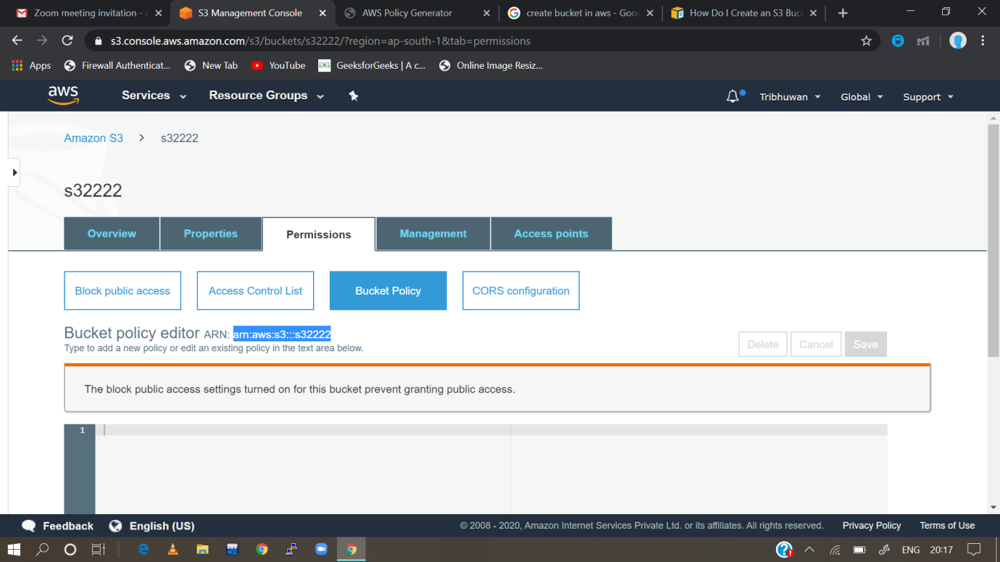 Zoom meeting invitation - A
S3 Management Console
AWS Policy Generator
create bucket in aws - Goo
How Do I Create an S3 Buc
s3.console.aws.amazon.com/s3/buckets/s32222/?region=ap-south-1&tab=permissions
Apps
Firewall Authenticat...
New Tab
YouTube
GeeksforGeeks | A c...
Online Image Resiz...
aws
Services
Resource Groups
Tribhuwan
Global
Support
Amazon S3 > s32222
s32222
Overview
Properties
Permissions
Management
Access points
Block public access
Access Control List
Bucket Policy
CORS configuration
Bucket policy editor ARN: arn:aws:s3:::s32222
Type to add a new policy or edit an existing policy in the text area below.
Delete
Cancel
Save
The block public access settings turned on for this bucket prevent granting public access.
1
Feedback
English (US)
© 2008 - 2020, Amazon Internet Services Private Ltd. or its affiliates. All rights reserved.
Privacy Policy
Terms of Use
DEV
ENG
20:17